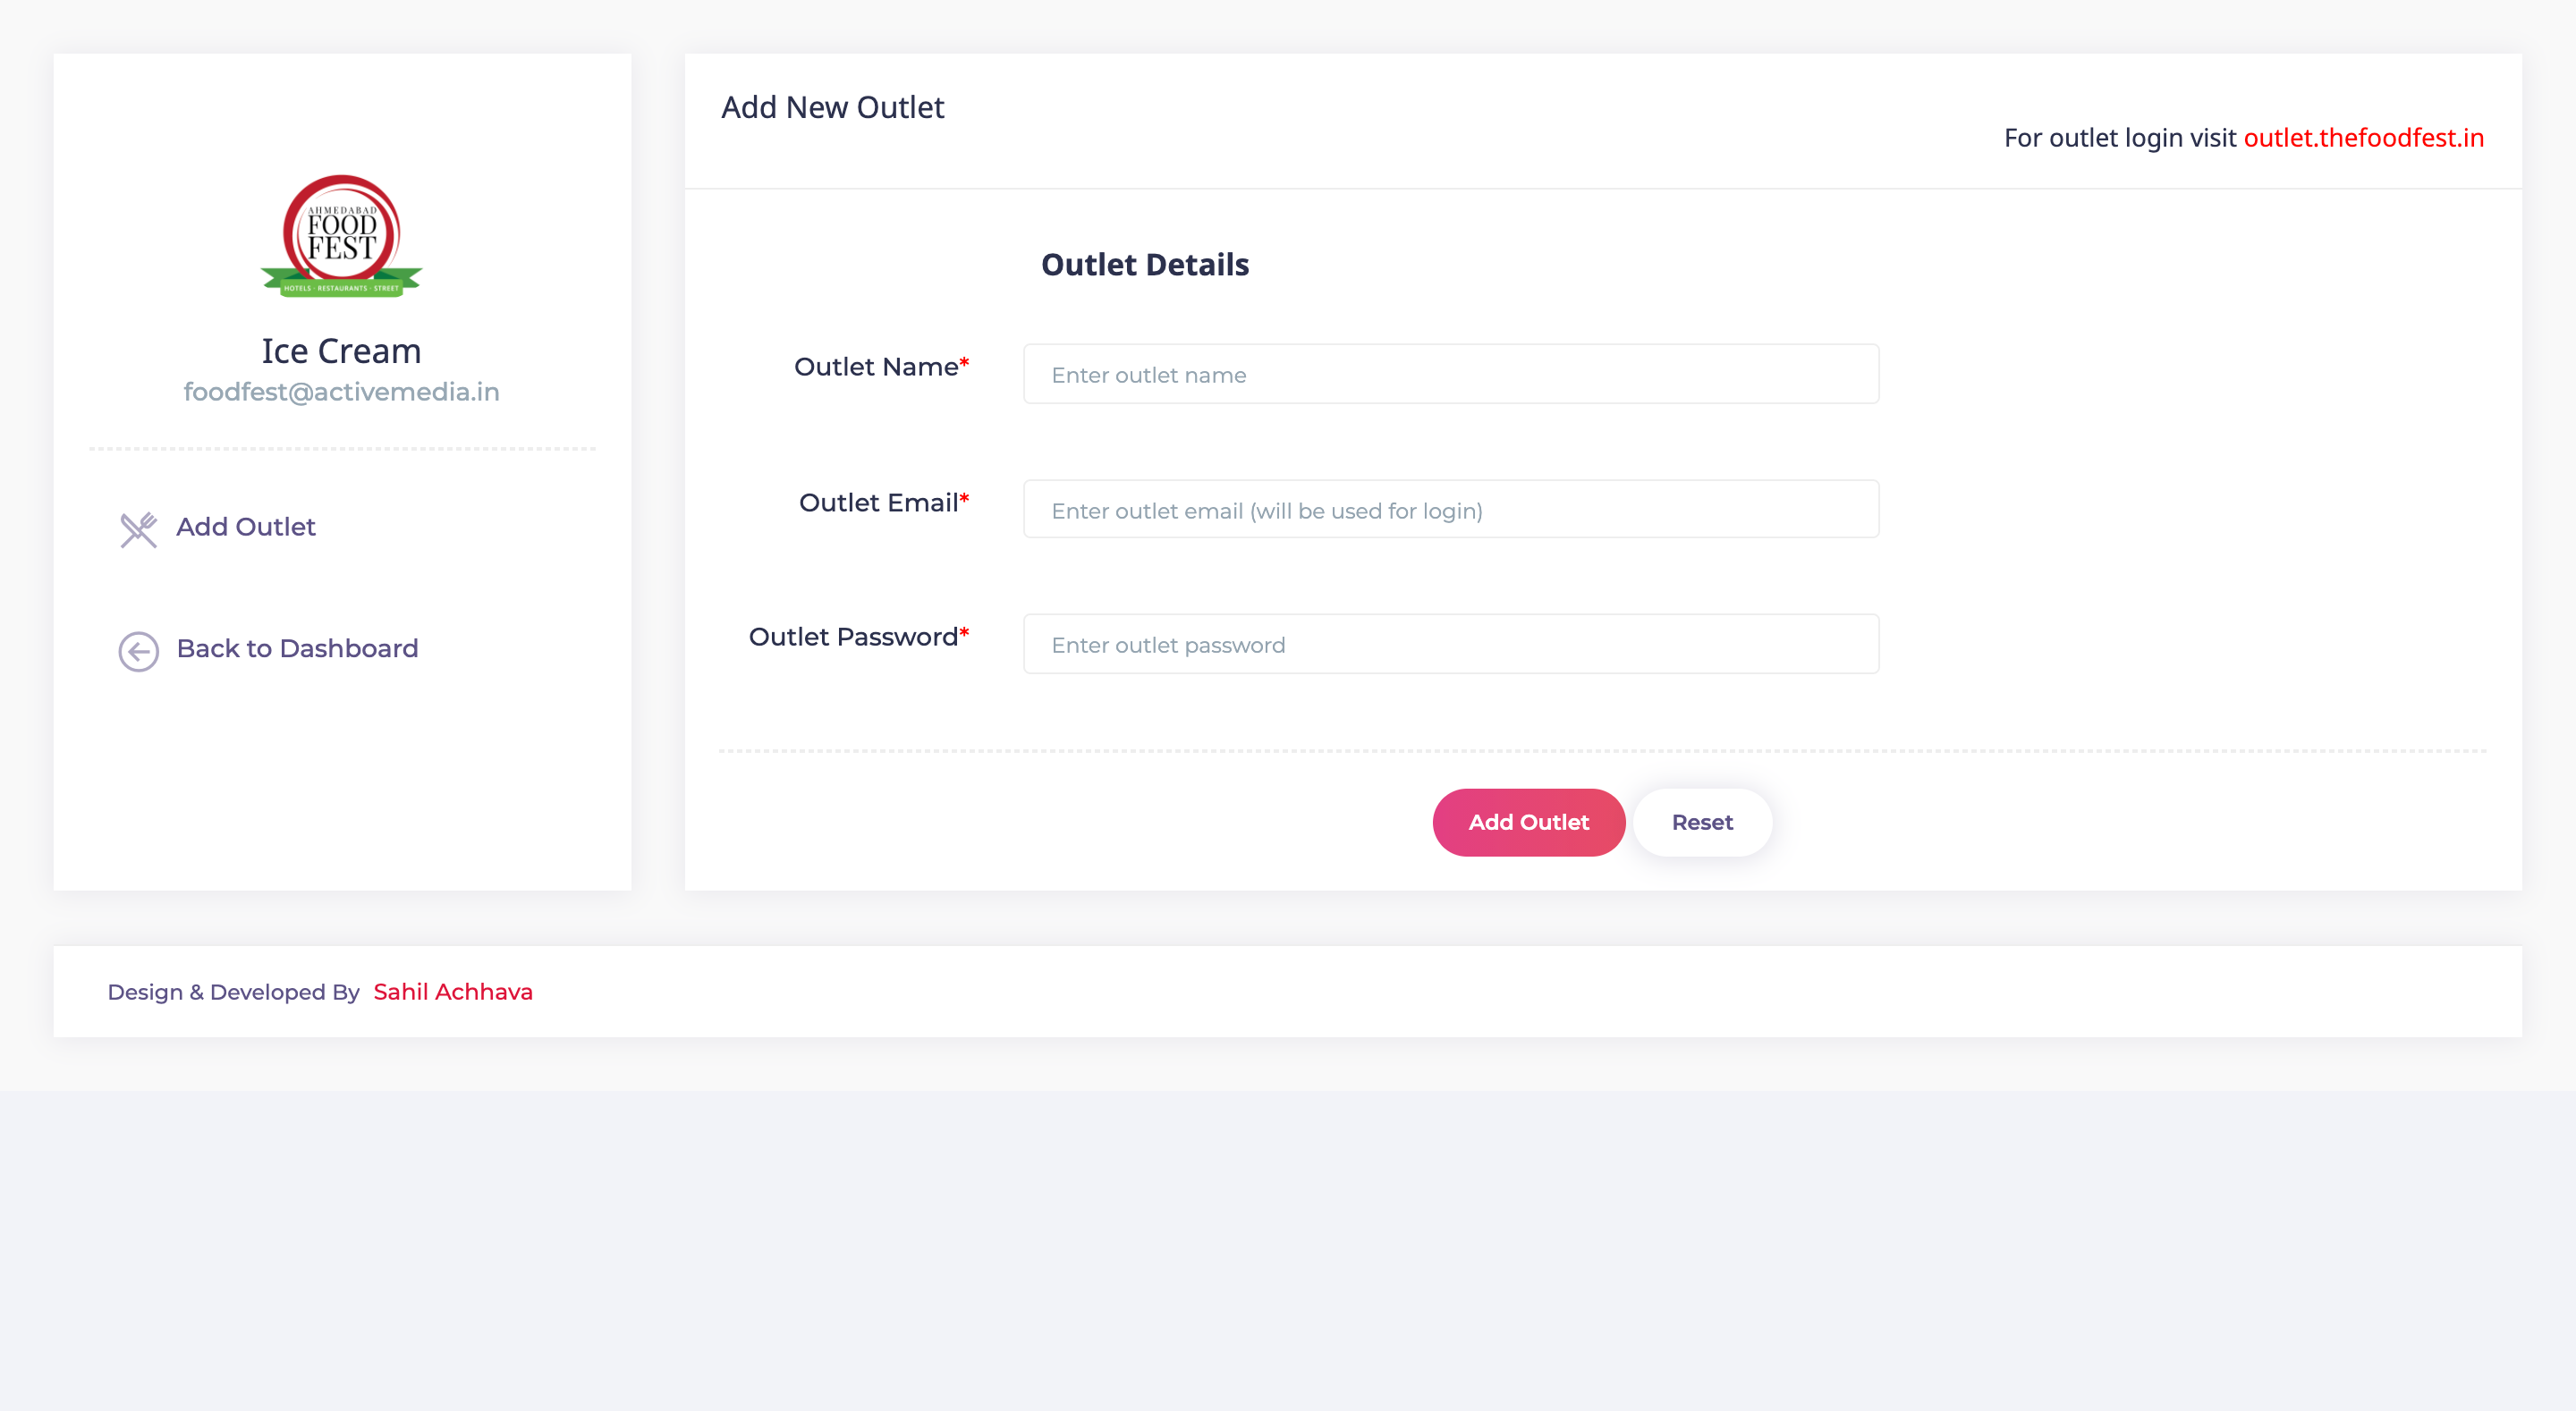 AHMEDABAD
FOOD
FEST
HOTELS · RESTAURANTS · STREET
Ice Cream
foodfest@activemedia.in
Add Outlet
Back to Dashboard
Add New Outlet
For outlet login visit outlet.thefoodfest.in
Outlet Details
Outlet Name*
Enter outlet name
Outlet Email*
Enter outlet email (will be used for login)
Outlet Password*
Enter outlet password
Add Outlet
Reset
Design & Developed By Sahil Achhava